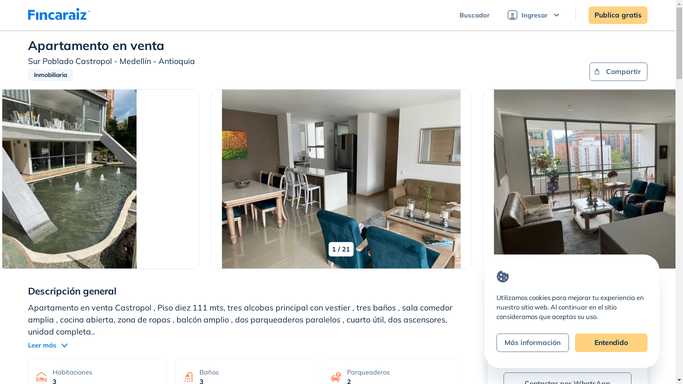 Fincaraiz
Buscador
Ingresar
Publica gratis
Apartamento en venta
Sur Poblado Castropol - Medellín - Antioquia
Inmobiliaria
Compartir
1 / 21
Descripción general
Apartamento en venta Castropol , Piso diez 111 mts, tres alcobas principal con vestier , tres baños , sala comedor
amplia , cocina abierta, zona de ropas . balcón amplio , dos parqueaderos paralelos , cuarto útil, dos ascensores,
unidad completa..
Leer más
Habitaciones
3
Baños
3
Parqueaderos
2
Utilizamos cookies para mejorar tu experiencia en
nuestro sitio web. Al continuar en el sitio
consideramos que aceptas su uso.
Más información
Entendido
Contactar por WhatsApp